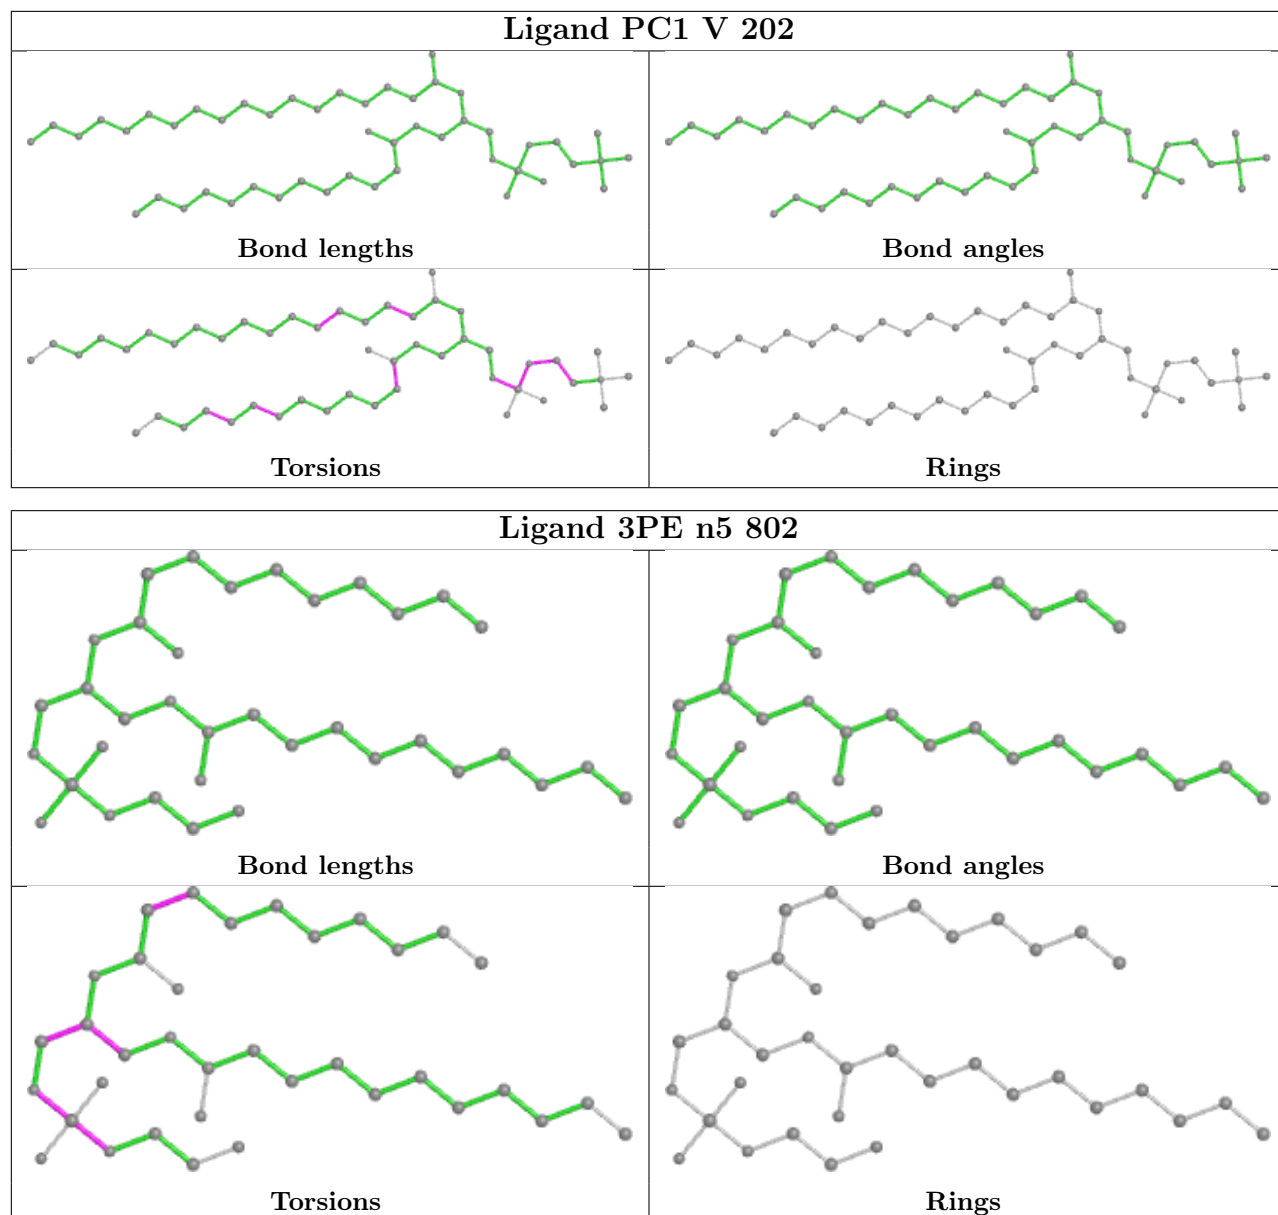 Ligand PC1 V 202
Bond lengths
Bond angles
Torsions
Rings
Ligand 3PE n5 802
Bond lengths
Bond angles
Torsions
Rings